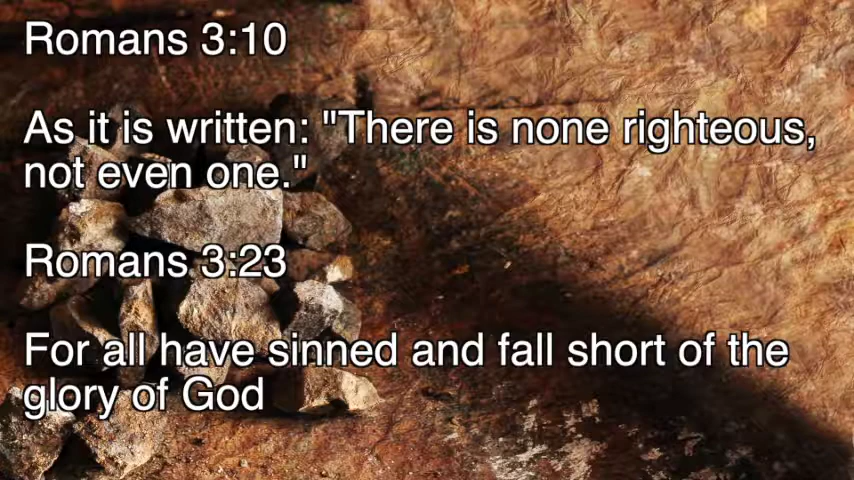 Romans 3:10
As it is written: "There is none righteous,
not even one."
Romans 3:23
For all have sinned and fall short of the
glory of God